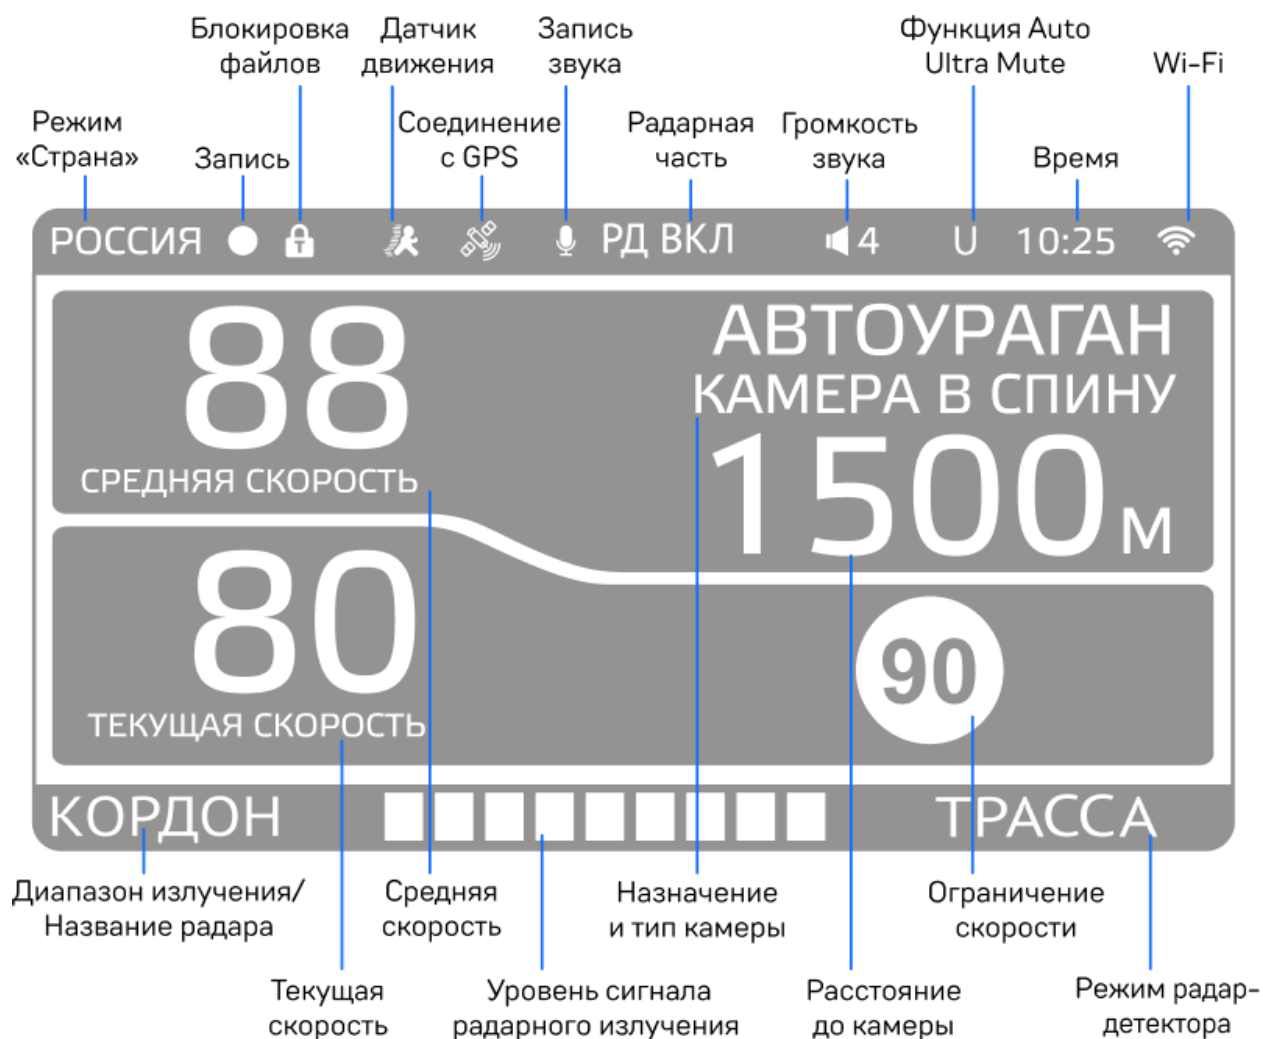 Блокировка
файлов
Датчик
движения
Запись
звука
Функция Auto
Ultra Mute
Wi-Fi
Режим
«Страна»
Запись
Соединение
с GPS
Радарная
часть
Громкость
звука
Время
РОССИЯ РД ВКЛ 4 U 10:25
88
СРЕДНЯЯ СКОРОСТЬ
АВТОУРАГАН
КАМЕРА В СПИНУ
1500 М
80
ТЕКУЩАЯ СКОРОСТЬ
90
КОРДОН ТРАССА
Диапазон излучения/
Название радара
Средняя
скорость
Назначение
и тип камеры
Ограничение
скорости
Текущая
скорость
Уровень сигнала
радарного излучения
Расстояние
до камеры
Режим радар-
детектора